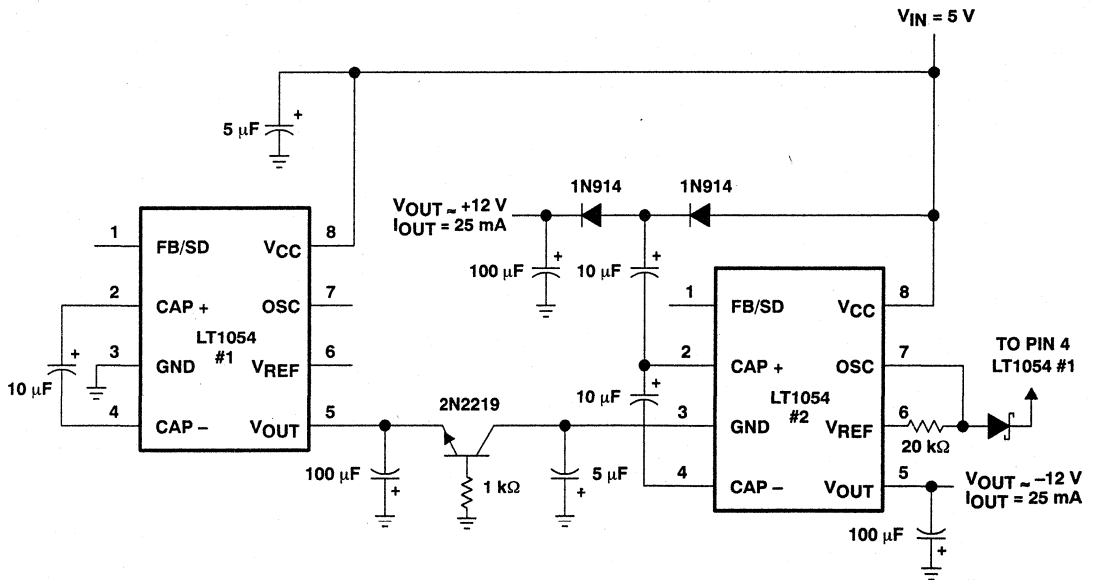 VIN = 5 V
5 µF
+
1N914
1N914
VOUT ≈ +12 V
IOUT = 25 mA
100 µF
+
10 µF
+
1
FB/SD
VCC
8
2
CAP +
OSC
7
LT1054
#1
3
GND
VREF
6
4
CAP –
VOUT
5
10 µF
+
1
FB/SD
VCC
8
2
CAP +
OSC
7
LT1054
#2
3
GND
VREF
6
4
CAP –
VOUT
5
10 µF
+
TO PIN 4
LT1054 #1
20 kΩ
2N2219
100 µF
+
1 kΩ
5 µF
+
VOUT ~ –12 V
IOUT = 25 mA
100 µF
+